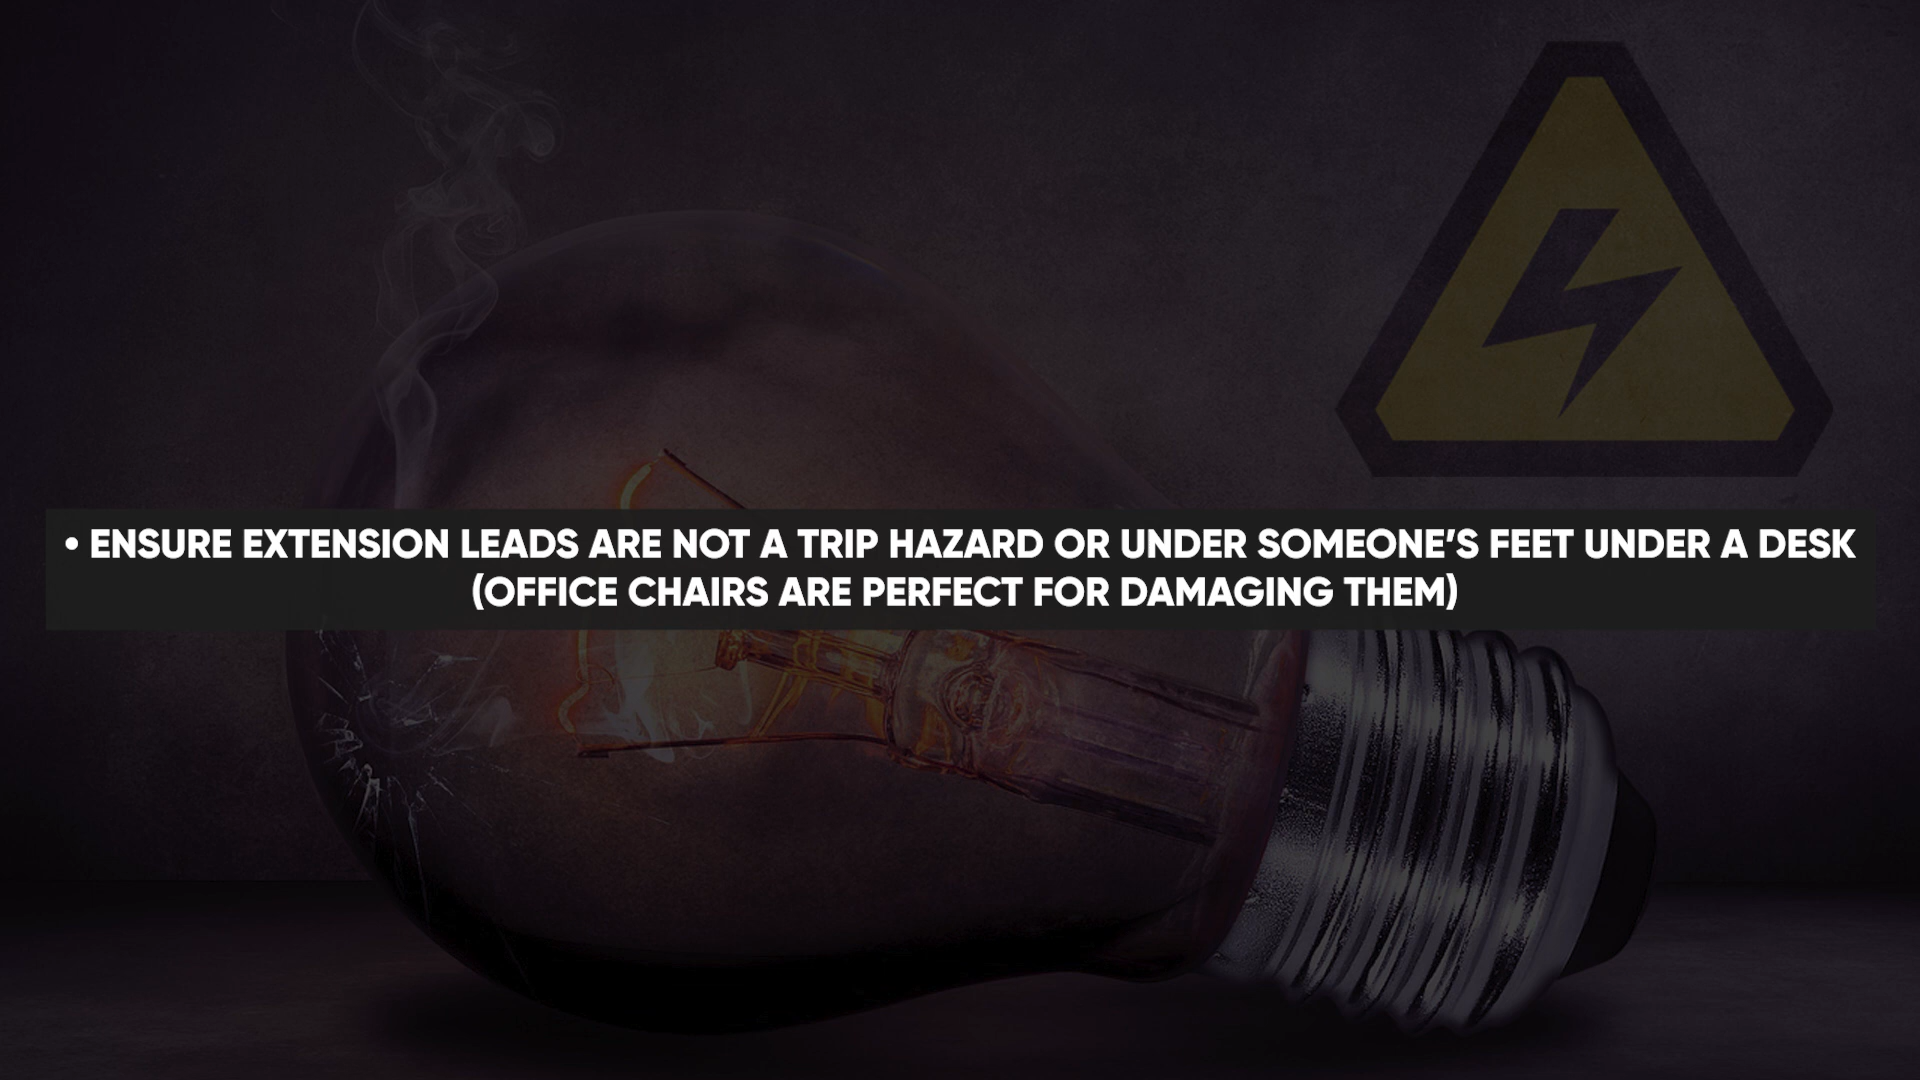 • ENSURE EXTENSION LEADS ARE NOT A TRIP HAZARD OR UNDER SOMEONE’S FEET UNDER A DESK
(OFFICE CHAIRS ARE PERFECT FOR DAMAGING THEM)